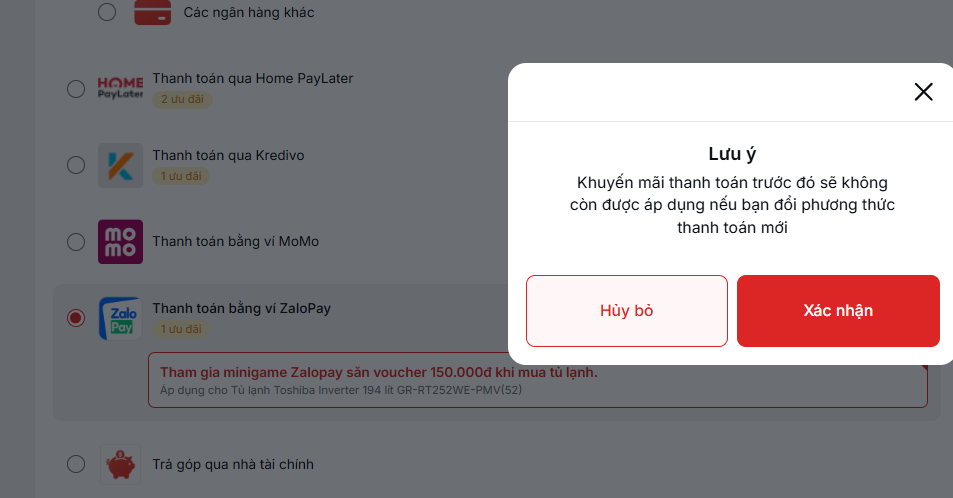 Các ngân hàng khác
HOME
PayLater
Thanh toán qua Home PayLater
2 ưu đãi
Thanh toán qua Kredivo
1 ưu đãi
mo
mo
Thanh toán bằng ví MoMo
Zalo
Pay
Thanh toán bằng ví ZaloPay
1 ưu đãi
Tham gia minigame Zalopay săn voucher 150.000đ khi mua tủ lạnh.
Áp dụng cho Tủ lạnh Toshiba Inverter 194 lít GR-RT252WE-PMV(52)
Trả góp qua nhà tài chính
Lưu ý
Khuyến mãi thanh toán trước đó sẽ không
còn được áp dụng nếu bạn đổi phương thức
thanh toán mới
Hủy bỏ
Xác nhận